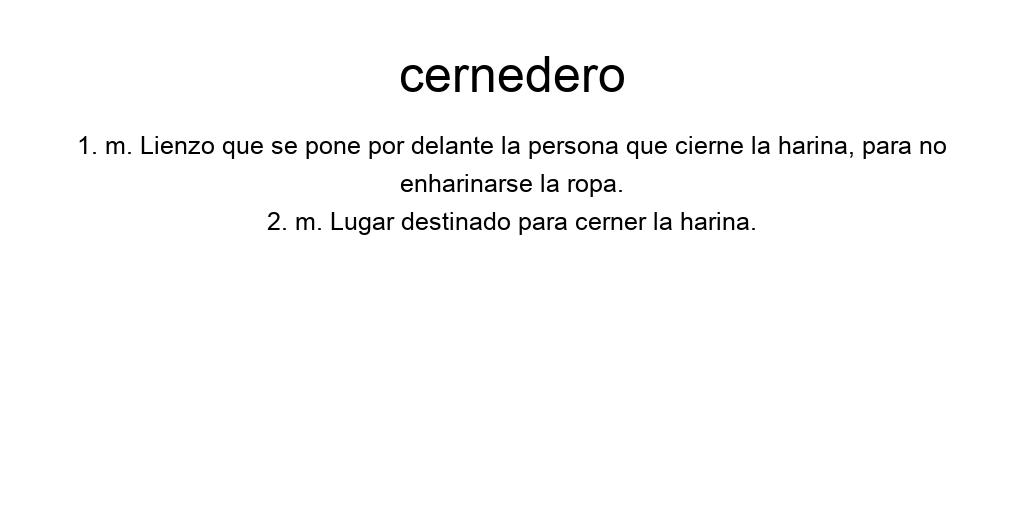 cernedero
1. m. Lienzo que se pone por delante la persona que cierne la harina, para no
enharinarse la ropa.
2. m. Lugar destinado para cerner la harina.